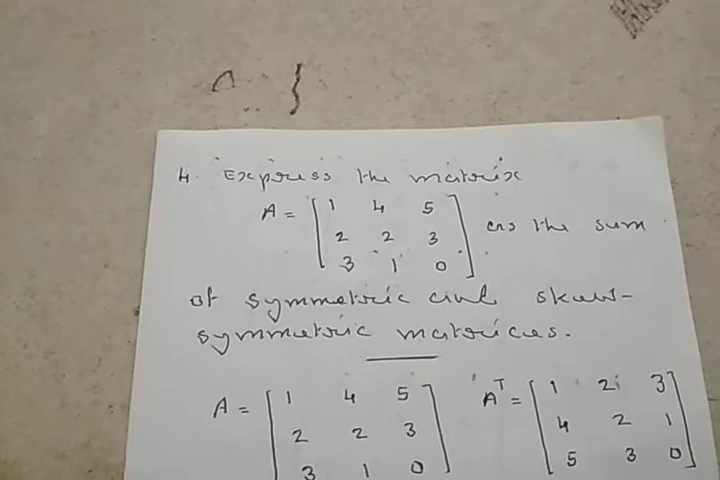 4. Express the matrix
A = [ 1 4 5
2 2 3
3 1 0 ] as the sum
of symmetric and skew-
symmetric matrices.
A = [ 1 4 5
2 2 3
3 1 0 ]
A^T = [ 1 2 3
4 2 1
5 3 0 ]